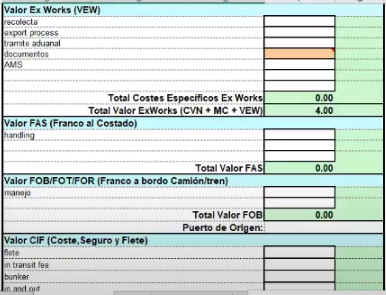 Valor Ex Works (VEW)
recolecta
export process
tramite aduanal
documentos
AMS
Total Costes Específicos Ex Works 0.00
Total Valor ExWorks (CVN + MC + VEW) 4.00
Valor FAS (Franco al Costado)
handling
Total Valor FAS 0.00
Valor FOB/FOT/FOR (Franco a bordo Camión/tren)
manejo
Total Valor FOB 0.00
Puerto de Origen:
Valor CIF (Coste,Seguro y Flete)
flete
in transit fee
bunker
in and out